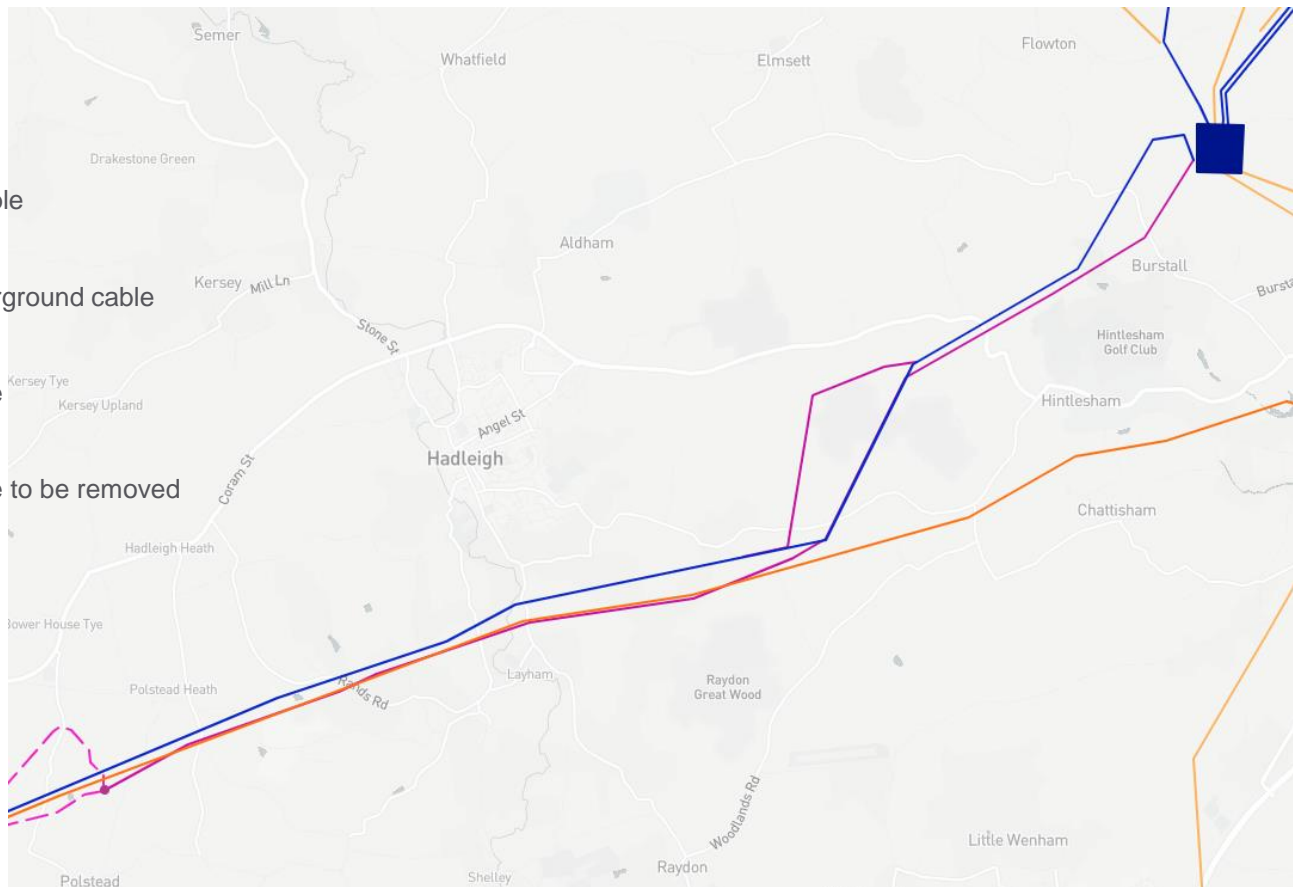 Semer
Whatfield
Elmsett
Flowton
Drakestone Green
ole
Aldham
Kersey
Mill Ln
Burstall
Burst
rground cable
Stone St
Hintlesham
Golf Club
Kersey Tye
e
Kersey Upland
Hintlesham
Angel St
Hadleigh
Coram St
e to be removed
Chattisham
Hadleigh Heath
Bower House Tye
Layham
Raydon
Great Wood
Polstead Heath
Rands Rd
Woodlands Rd
Little Wenham
Raydon
Shelley
Polstead